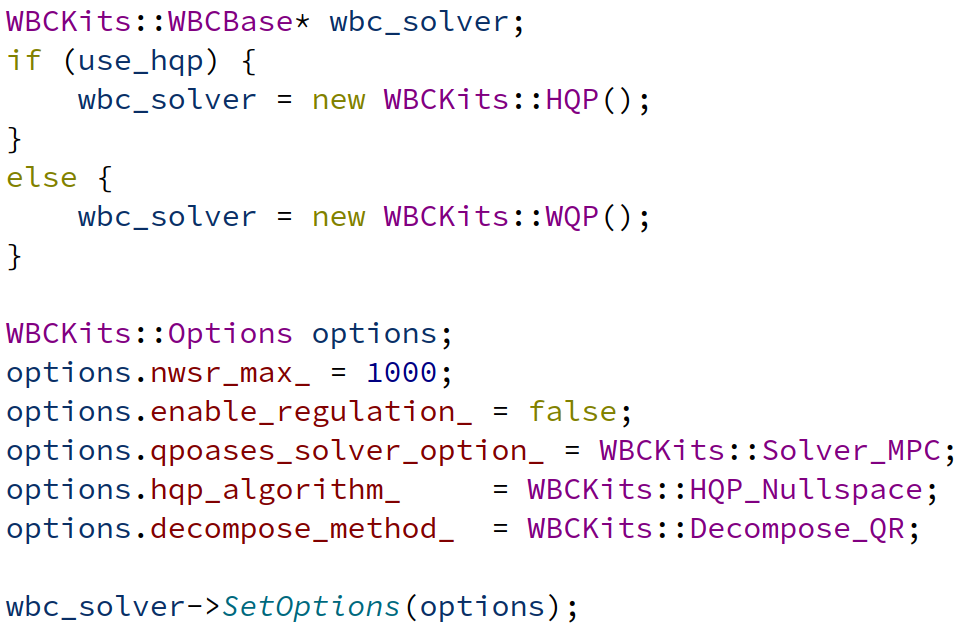 WBCKits::WBCBase* wbc_solver;
if (use_hqp) {
    wbc_solver = new WBCKits::HQP();
}
else {
    wbc_solver = new WBCKits::WQP();
}

WBCKits::Options options;
options.nwsr_max_ = 1000;
options.enable_regulation_ = false;
options.qpoases_solver_option_ = WBCKits::Solver_MPC;
options.hqp_algorithm_     = WBCKits::HQP_Nullspace;
options.decompose_method_  = WBCKits::Decompose_QR;

wbc_solver->SetOptions(options);